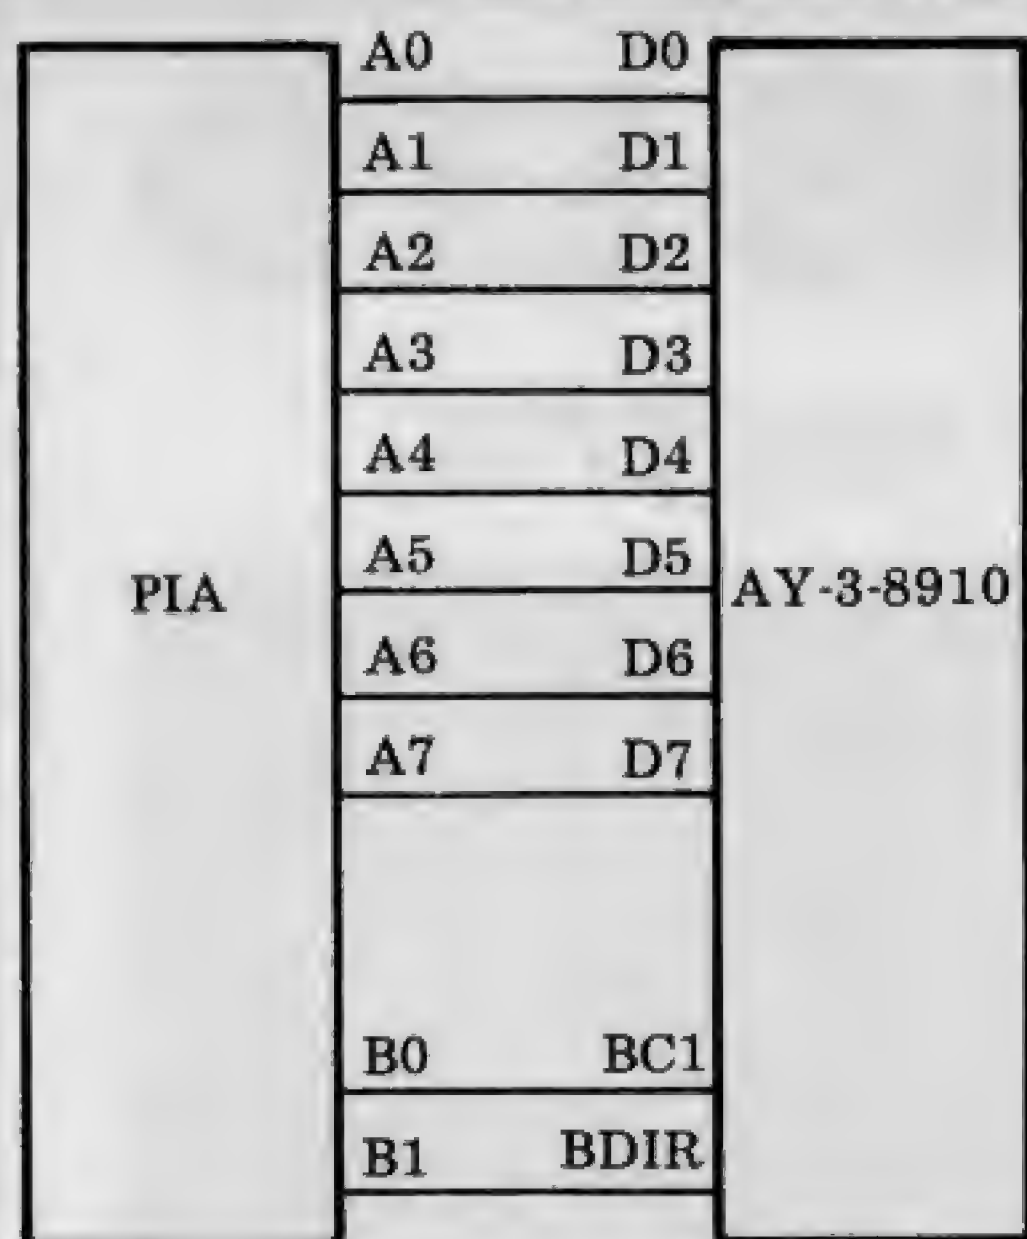 A0 D0
A1 D1
A2 D2
A3 D3
A4 D4
A5 D5
PIA AY-3-8910
A6 D6
A7 D7
B0 BC1
B1 BDIR